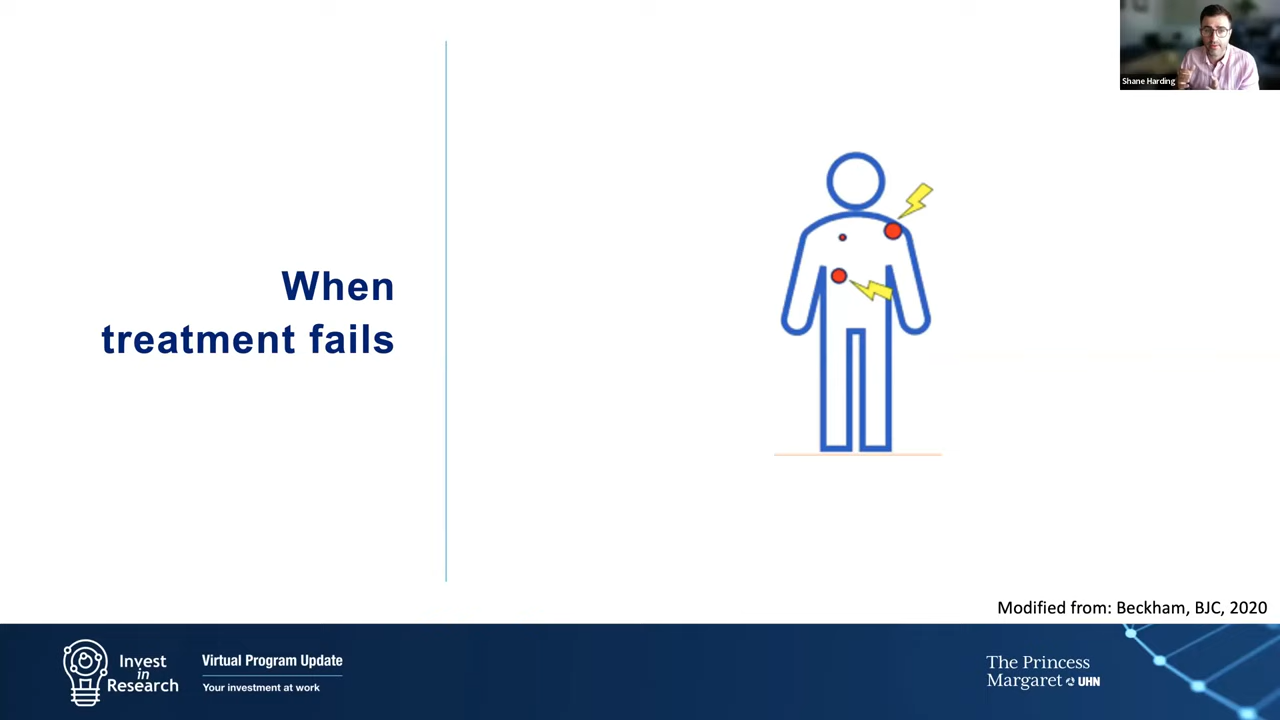 Shane Harding
When
treatment fails
Modified from: Beckham, BJC, 2020
Invest
in
Research
Virtual Program Update
Your investment at work
The Princess
Margaret UHN